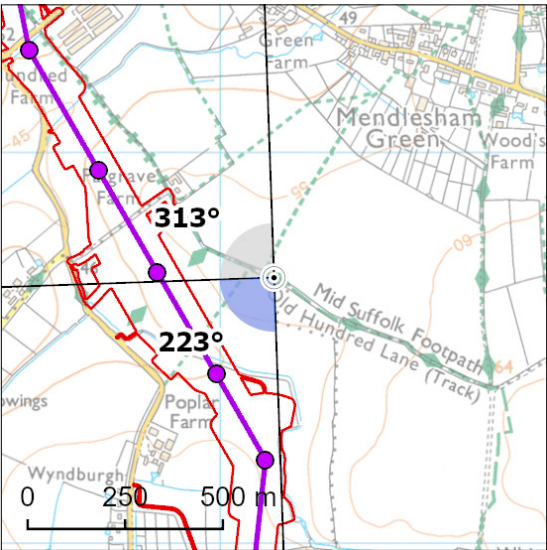 49
Green
Farm
Farm
Mendlesham
Green
Wood's
Farm
45
Farm
313°
55
60
Mid Suffolk Footpath
Old Hundred Lane (Track)
223°
64
owings
Poplar
Farm
Wyndburgh
0 250 500 m